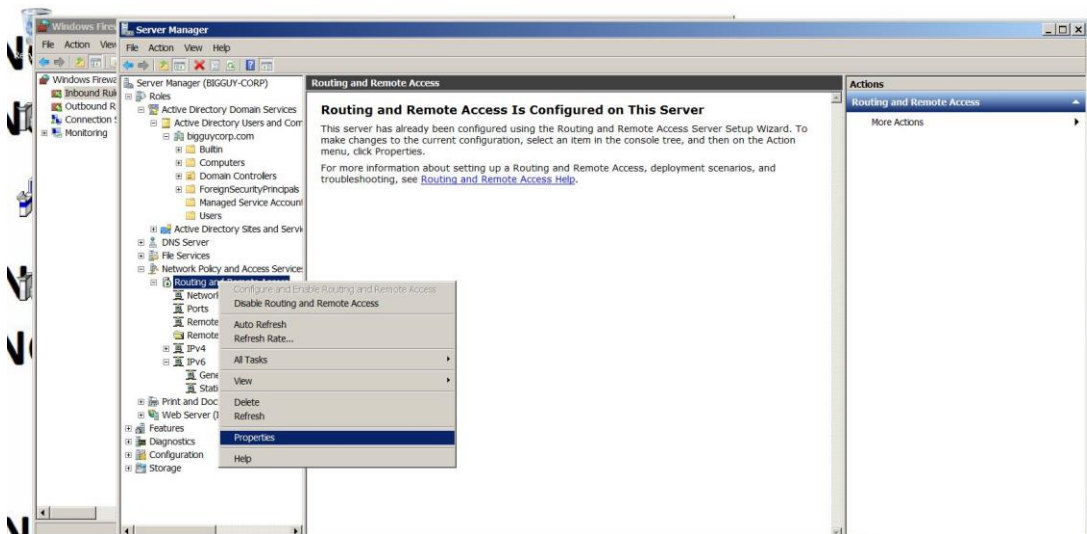 Windows Firew
File Action View
Windows Firewa
Inbound Rul
Outbound R
Connection S
Monitoring
Server Manager
File Action View Help
Server Manager (BIGGUY-CORP)
Roles
Active Directory Domain Services
Active Directory Users and Com
bigguycorp.com
Builtin
Computers
Domain Controllers
ForeignSecurityPrincipals
Managed Service Account
Users
Active Directory Sites and Servi
DNS Server
File Services
Network Policy and Access Services
Routing and Remote Access
Network
Ports
Remote
Remote
IPv4
IPv6
Gene
Stati
Print and Doc
Web Server (I
Features
Diagnostics
Configuration
Storage
Configure and Enable Routing and Remote Access
Disable Routing and Remote Access
Auto Refresh
Refresh Rate...
All Tasks
View
Delete
Refresh
Properties
Help
Routing and Remote Access
Routing and Remote Access Is Configured on This Server
This server has already been configured using the Routing and Remote Access Server Setup Wizard. To
make changes to the current configuration, select an item in the console tree, and then on the Action
menu, click Properties.
For more information about setting up a Routing and Remote Access, deployment scenarios, and
troubleshooting, see Routing and Remote Access Help.
Actions
Routing and Remote Access
More Actions